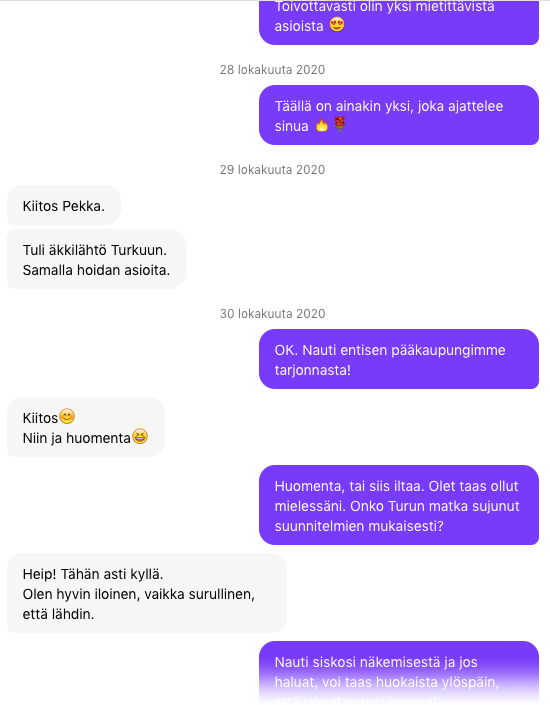 Toivottavasti olin yksi mietittävistä
asioista 😍
28 lokakuuta 2020
Täällä on ainakin yksi, joka ajattelee
sinua 🔥🌹
29 lokakuuta 2020
Kiitos Pekka.
Tuli äkkilähtö Turkuun.
Samalla hoidan asioita.
30 lokakuuta 2020
OK. Nauti entisen pääkaupungimme
tarjonnasta!
Kiitos😊
Niin ja huomenta😆
Huomenta, tai siis iltaa. Olet taas ollut
mielessäni. Onko Turun matka sujunut
suunnitelmien mukaisesti?
Heip! Tähän asti kyllä.
Olen hyvin iloinen, vaikka surullinen,
että lähdin.
Nauti siskosi näkemisestä ja jos
haluat, voi taas huokaista ylöspäin,